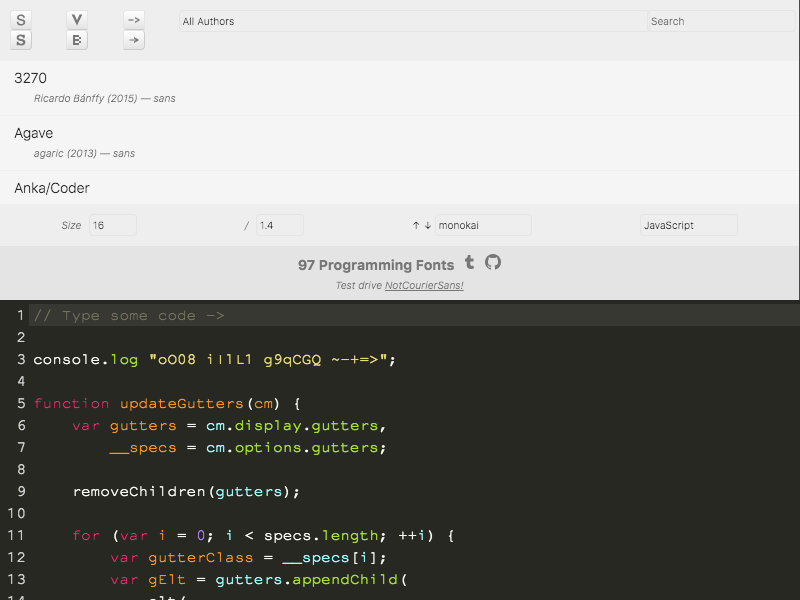 S V -> All Authors Search
S B ->
3270
Ricardo Bánffy (2015) — sans
Agave
agaric (2013) — sans
Anka/Coder
Size 16 / 1.4 ↑ ↓ monokai JavaScript
97 Programming Fonts
Test drive NotCourierSans!
1 // Type some code ->
2
3 console.log "oO08 iIlL1 g9qCGQ ~-+=>";
4
5 function updateGutters(cm) {
6 var gutters = cm.display.gutters,
7 __specs = cm.options.gutters;
8
9 removeChildren(gutters);
10
11 for (var i = 0; i < specs.length; ++i) {
12 var gutterClass = __specs[i];
13 var gElt = gutters.appendChild(